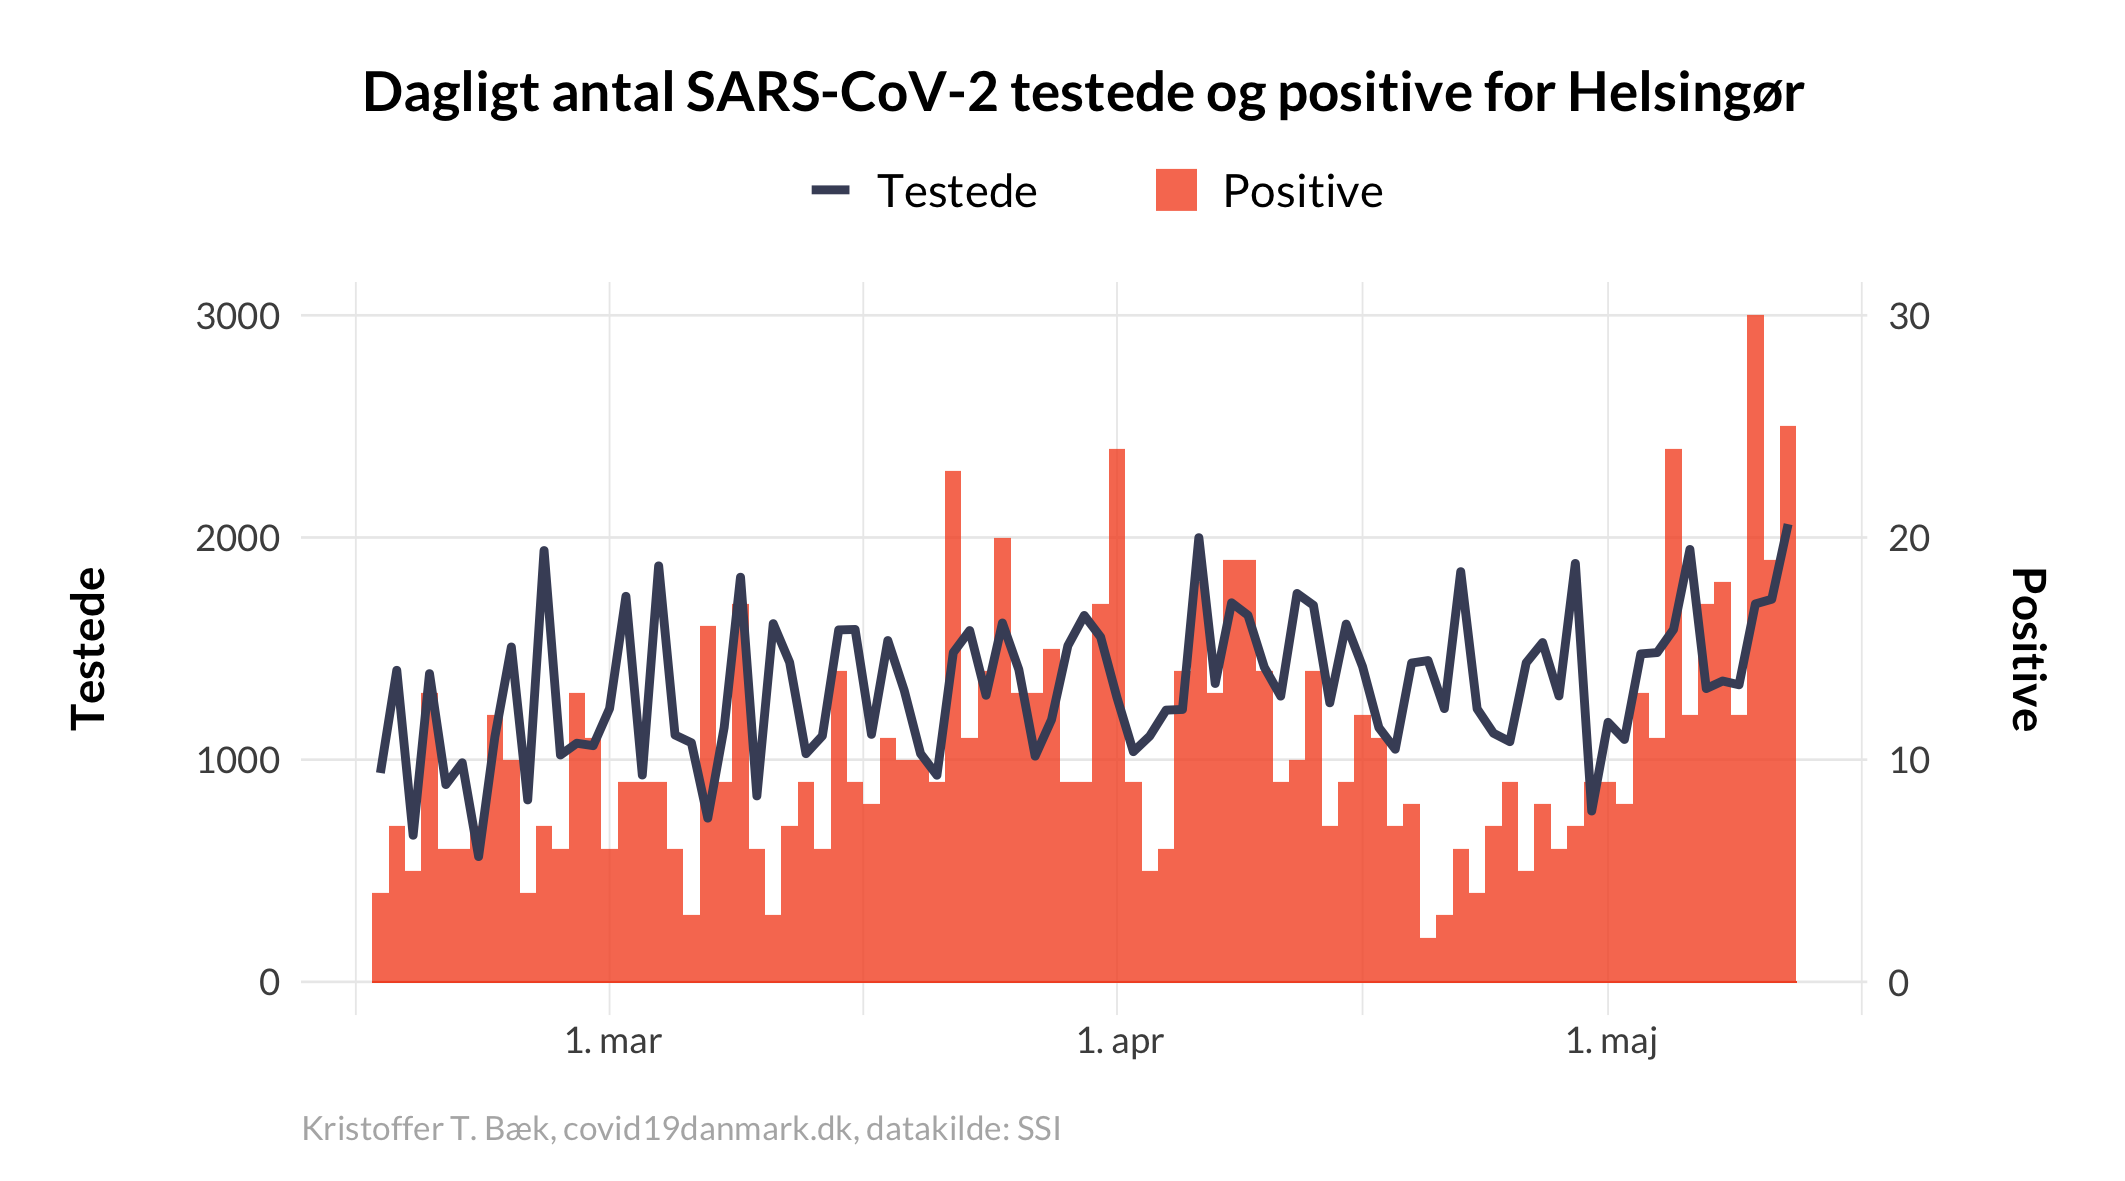 Dagligt antal SARS-CoV-2 testede og positive for Helsingør
Testede
Positive
3000
2000
1000
0
30
20
10
0
Testede
Positive
1. mar
1. apr
1. maj
Kristoffer T. Bæk, covid19danmark.dk, datakilde: SSI